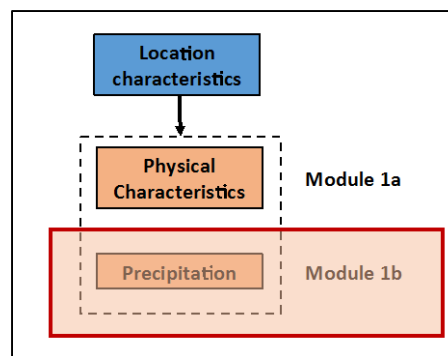 Location
characteristics
Physical
Characteristics
Module 1a
Precipitation
Module 1b